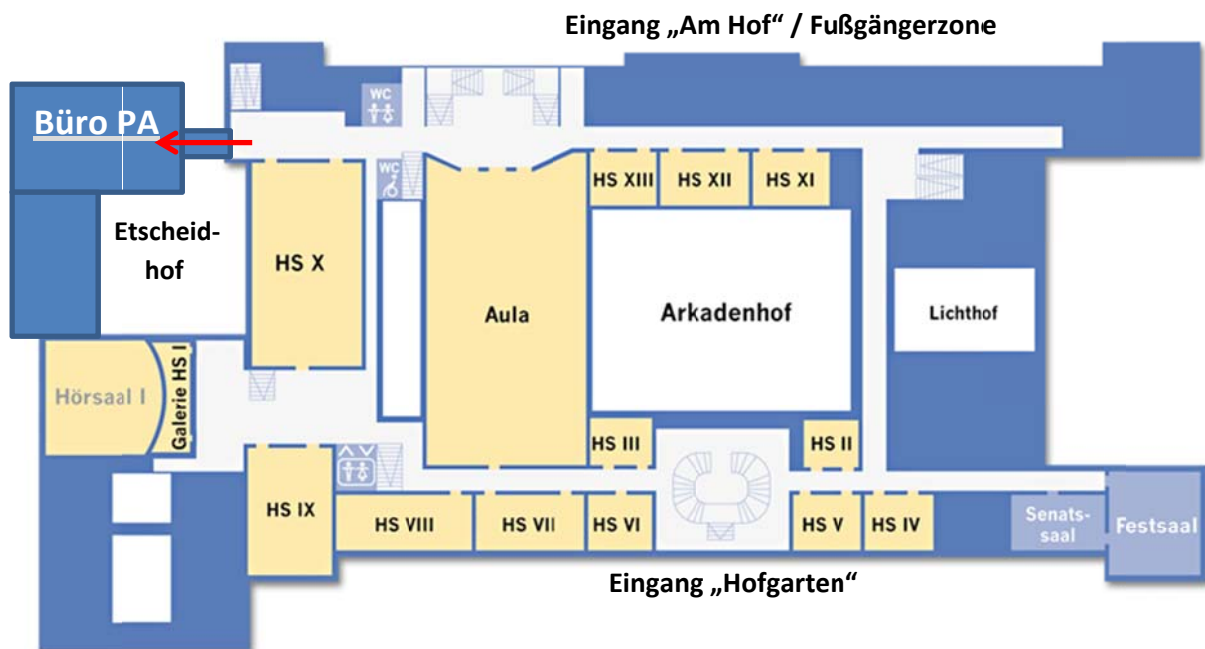 Eingang „Am Hof“ / Fußgängerzone
WC
Büro PA
WC
HS XIII
HS XII
HS XI
Etscheid-
hof
HS X
Aula
Arkadenhof
Lichthof
Hörsaal I
Galerie HS I
HS III
HS II
HS IX
HS VIII
HS VII
HS VI
HS V
HS IV
Senats-
saal
Festsaal
Eingang „Hofgarten“